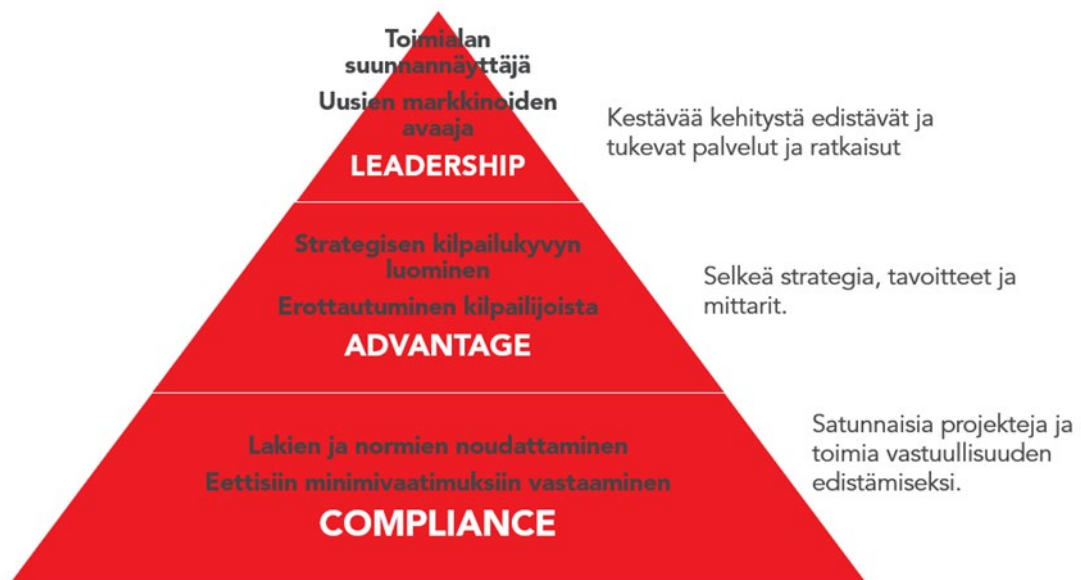 Toimialan
suunnannäyttäjä
Uusien markkinoiden
avaaja
LEADERSHIP
Kestävää kehitystä edistävät ja
tukevat palvelut ja ratkaisut
Strategisen kilpailukyvyn
luominen
Erottautuminen kilpailijoista
ADVANTAGE
Selkeä strategia, tavoitteet ja
mittarit.
Lakien ja normien noudattaminen
Eettisiin minimivaatimuksiin vastaaminen
COMPLIANCE
Satunnaisia projekteja ja
toimia vastuullisuuden
edistämiseksi.